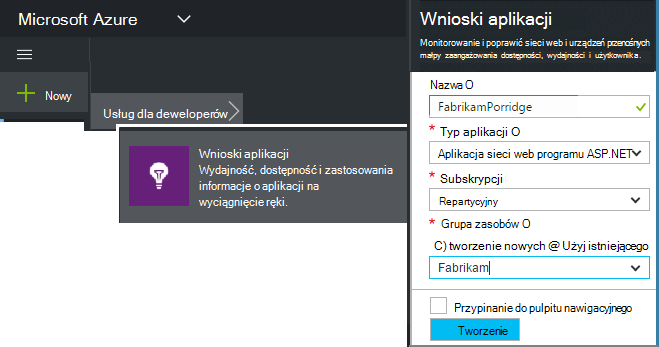 Microsoft Azure
Nowy
Usług dla deweloperów
Wnioski aplikacji
Wydajność, dostępność i zastosowania
informacje o aplikacji na
wyciągnięcie ręki.
Wnioski aplikacji
Monitorowanie i poprawić sieci web i urządzeń przenośnych
małpy zaangażowania dostępności, wydajności i użytkownika.
Nazwa O
FabrikamPorridge
* Typ aplikacji O
Aplikacja sieci web programu ASP.NET
* Subskrypcji
Repartycyjny
* Grupa zasobów O
C) tworzenie nowych @ Użyj istniejącego
Fabrikam
Przypinanie do pulpitu nawigacyjnego
Tworzenie